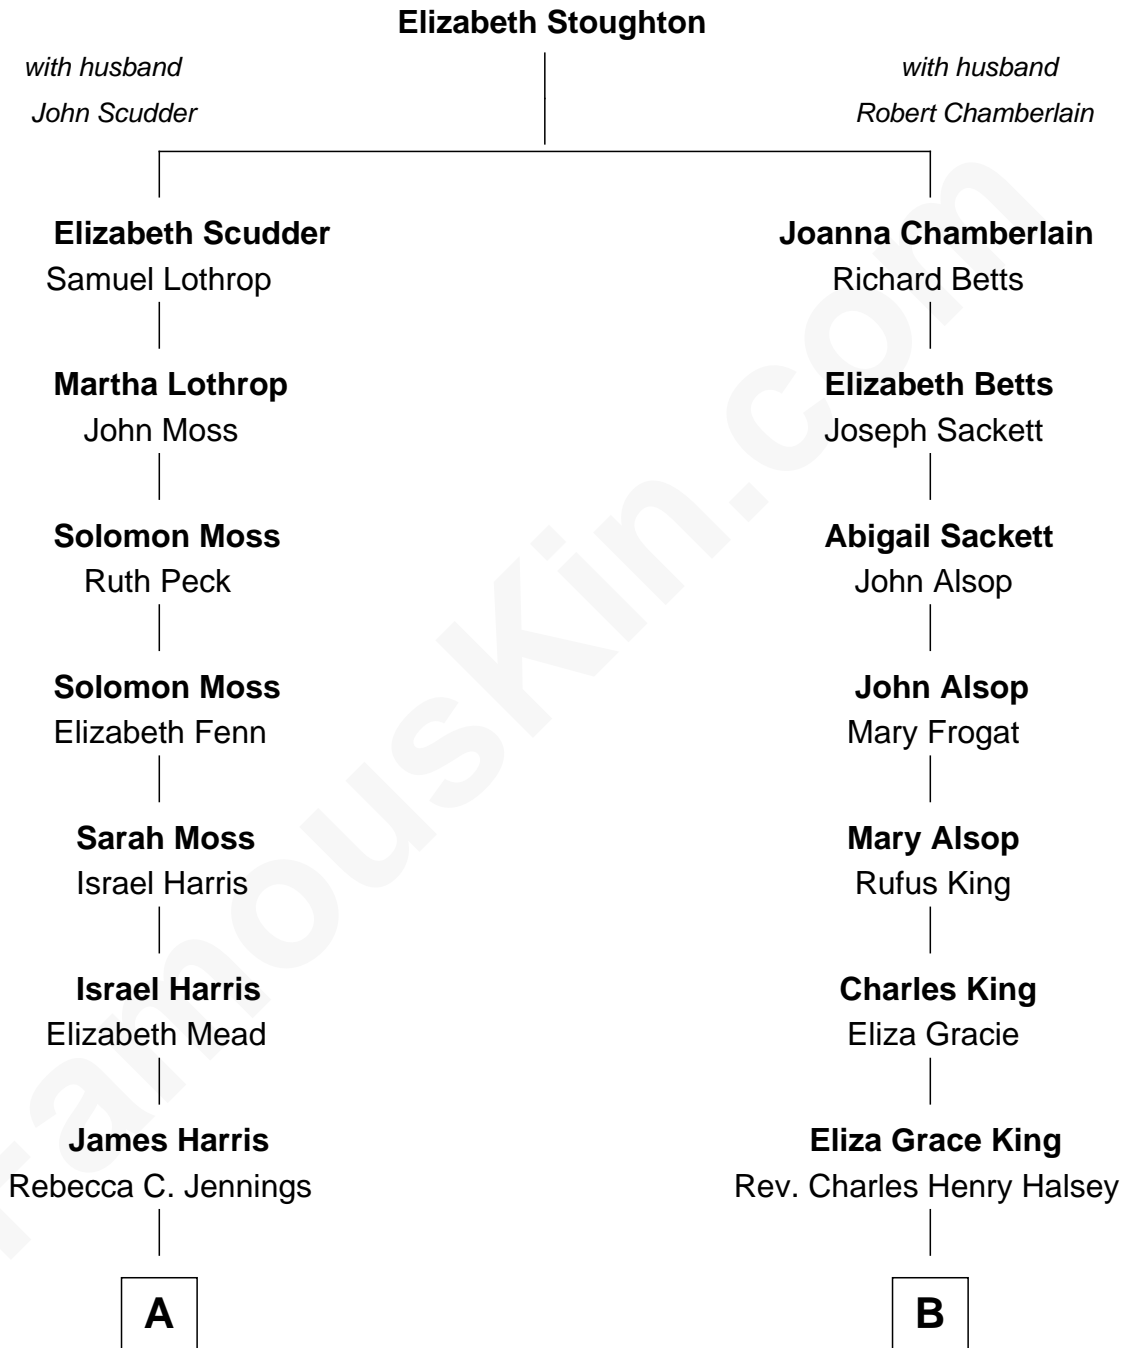 Elizabeth Stoughton
with husband
John Scudder
with husband
Robert Chamberlain
Elizabeth Scudder
Samuel Lothrop
Joanna Chamberlain
Richard Betts
Martha Lothrop
John Moss
Elizabeth Betts
Joseph Sackett
Solomon Moss
Ruth Peck
Abigail Sackett
John Alsop
Solomon Moss
Elizabeth Fenn
John Alsop
Mary Frogat
Sarah Moss
Israel Harris
Mary Alsop
Rufus King
Israel Harris
Elizabeth Mead
Charles King
Eliza Gracie
James Harris
Rebecca C. Jennings
Eliza Grace King
Rev. Charles Henry Halsey
A
B
FamousKin.com